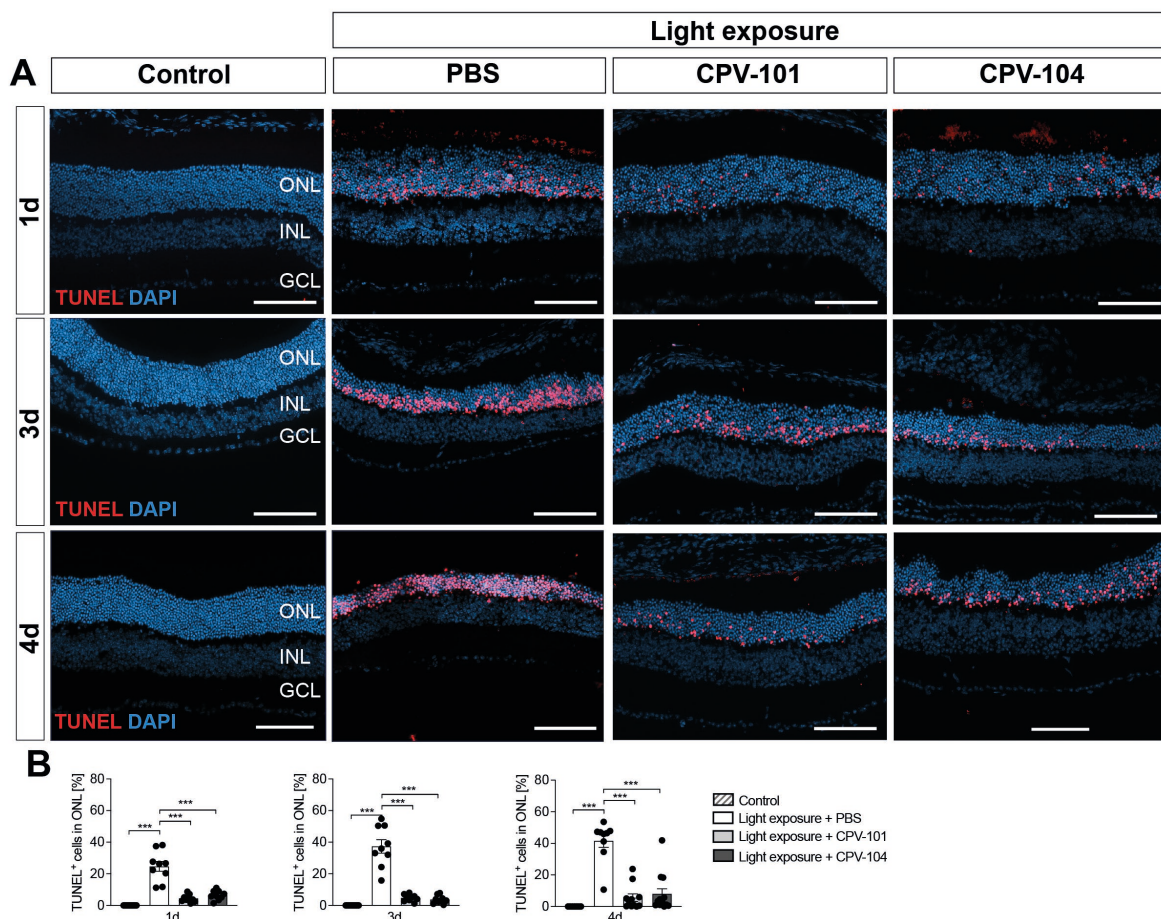 Light exposure
A
Control
PBS
CPV-101
CPV-104
1d
ONL
INL
GCL
TUNEL DAPI
3d
ONL
INL
GCL
TUNEL DAPI
4d
ONL
INL
GCL
TUNEL DAPI
B
TUNEL+ cells in ONL [%]
80
60
40
20
0
***
***
***
1d
TUNEL+ cells in ONL [%]
80
60
40
20
0
***
***
***
3d
TUNEL+ cells in ONL [%]
80
60
40
20
0
***
***
***
4d
Control
Light exposure + PBS
Light exposure + CPV-101
Light exposure + CPV-104